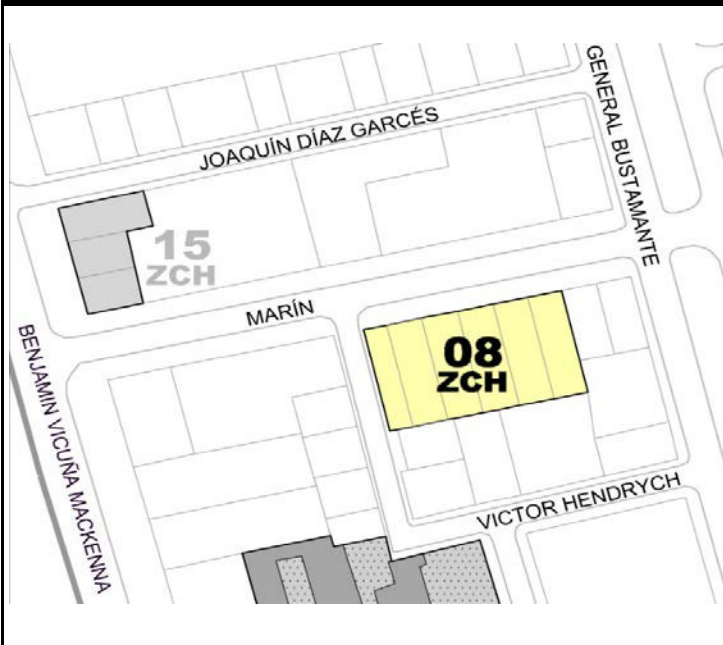 GENERAL BUSTAMANTE
JOAQUÍN DÍAZ GARCÉS
15
ZCH
MARÍN
08
ZCH
BENJAMIN VICUÑA MACKENNA
VICTOR HENDRYCH